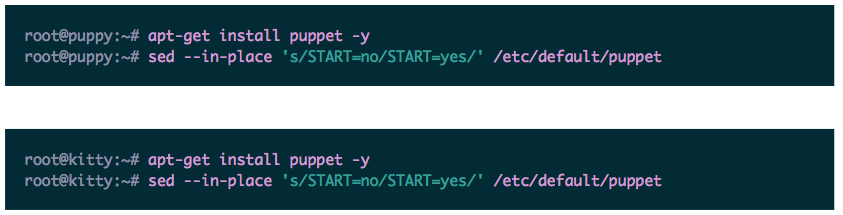 root@puppy:~# apt-get install puppet -y
root@puppy:~# sed --in-place 's/START=no/START=yes/' /etc/default/puppet
root@kitty:~# apt-get install puppet -y
root@kitty:~# sed --in-place 's/START=no/START=yes/' /etc/default/puppet